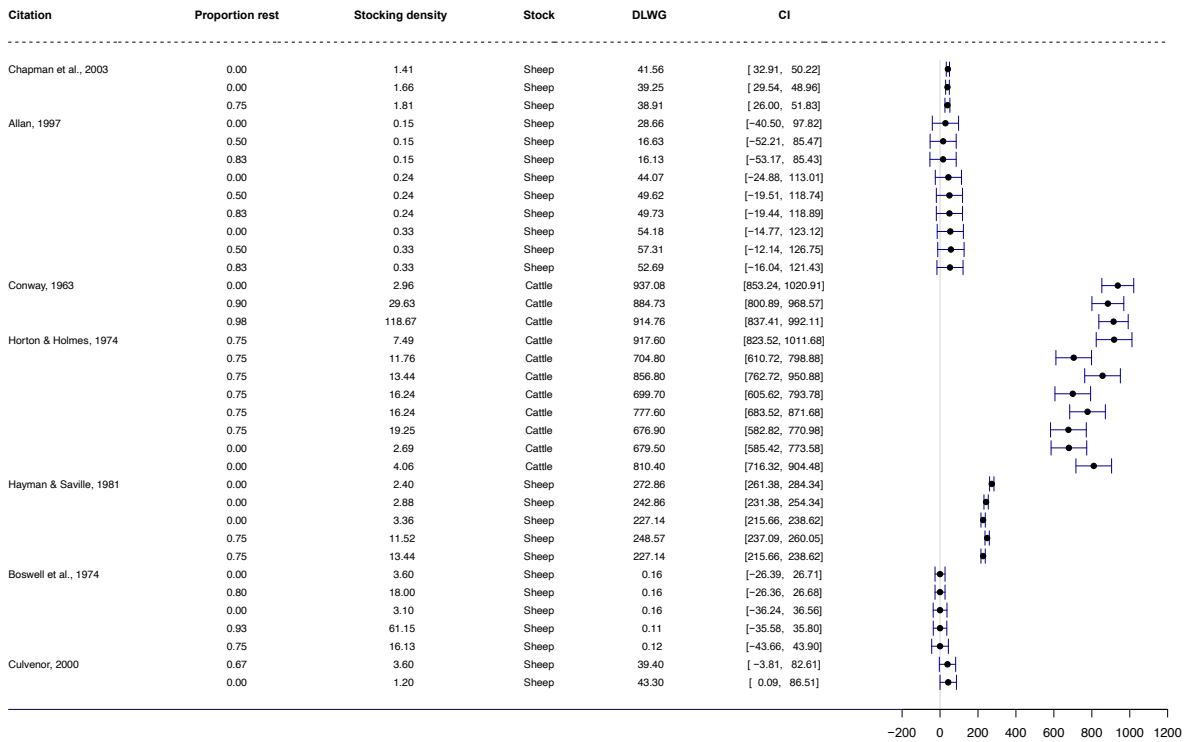 Citation Proportion rest Stocking density Stock DLWG CI
Chapman et al., 2003 0.00 1.41 Sheep 41.56 [ 32.91, 50.22]
0.00 1.66 Sheep 39.25 [ 29.54, 48.96]
0.75 1.81 Sheep 38.91 [ 26.00, 51.83]
Allan, 1997 0.00 0.15 Sheep 28.66 [−40.50, 97.82]
0.50 0.15 Sheep 16.63 [−52.21, 85.47]
0.83 0.15 Sheep 16.13 [−53.17, 85.43]
0.00 0.24 Sheep 44.07 [−24.88, 113.01]
0.50 0.24 Sheep 49.62 [−19.51, 118.74]
0.83 0.24 Sheep 49.73 [−19.44, 118.89]
0.00 0.33 Sheep 54.18 [−14.77, 123.12]
0.50 0.33 Sheep 57.31 [−12.14, 126.75]
0.83 0.33 Sheep 52.69 [−16.04, 121.43]
Conway, 1963 0.00 2.96 Cattle 937.08 [853.24, 1020.91]
0.90 29.63 Cattle 884.73 [800.89, 968.57]
0.98 118.67 Cattle 914.76 [837.41, 992.11]
Horton & Holmes, 1974 0.75 7.49 Cattle 917.60 [823.52, 1011.68]
0.75 11.76 Cattle 704.80 [610.72, 798.88]
0.75 13.44 Cattle 856.80 [762.72, 950.88]
0.75 16.24 Cattle 699.70 [605.62, 793.78]
0.75 16.24 Cattle 777.60 [683.52, 871.68]
0.75 19.25 Cattle 676.90 [582.82, 770.98]
0.00 2.69 Cattle 679.50 [585.42, 773.58]
0.00 4.06 Cattle 810.40 [716.32, 904.48]
Hayman & Saville, 1981 0.00 2.40 Sheep 272.86 [261.38, 284.34]
0.00 2.88 Sheep 242.86 [231.38, 254.34]
0.00 3.36 Sheep 227.14 [215.66, 238.62]
0.75 11.52 Sheep 248.57 [237.09, 260.05]
0.75 13.44 Sheep 227.14 [215.66, 238.62]
Boswell et al., 1974 0.00 3.60 Sheep 0.16 [−26.39, 26.71]
0.80 18.00 Sheep 0.16 [−26.36, 26.68]
0.00 3.10 Sheep 0.16 [−36.24, 36.56]
0.93 61.15 Sheep 0.11 [−35.58, 35.80]
0.75 16.13 Sheep 0.12 [−43.66, 43.90]
Culvenor, 2000 0.67 3.60 Sheep 39.40 [ −3.81, 82.61]
0.00 1.20 Sheep 43.30 [ 0.09, 86.51]
−200 0 200 400 600 800 1000 1200